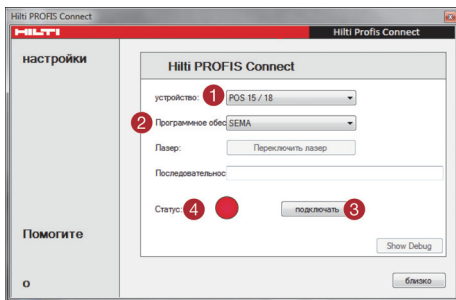 Hilti PROFIS Connect
HILTI
Hilti Profis Connect
настройки
Hilti PROFIS Connect
устройство: 1 POS 15 / 18
2 Программное обес SEMA
Лазер: Переключить лазер
Последовательнос
Статус: 4 подключать 3
Помогите
Show Debug
о
близко